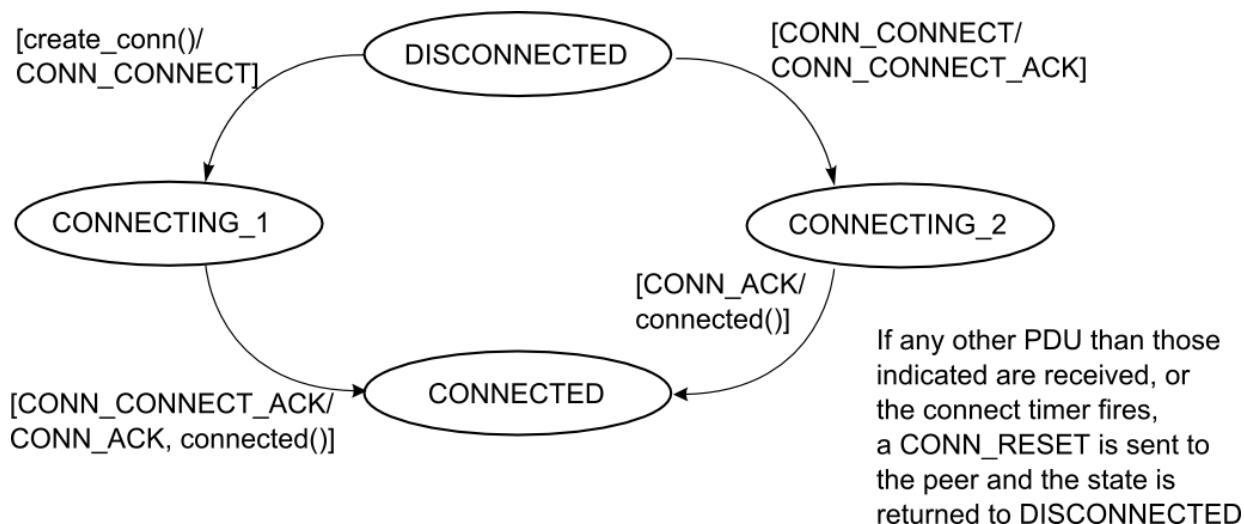 [create_conn()/
CONN_CONNECT]
DISCONNECTED
[CONN_CONNECT/
CONN_CONNECT_ACK]
CONNECTING_1
CONNECTING_2
[CONN_ACK/
connected()]
[CONN_CONNECT_ACK/
CONN_ACK, connected()]
CONNECTED
If any other PDU than those
indicated are received, or
the connect timer fires,
a CONN_RESET is sent to
the peer and the state is
returned to DISCONNECTED